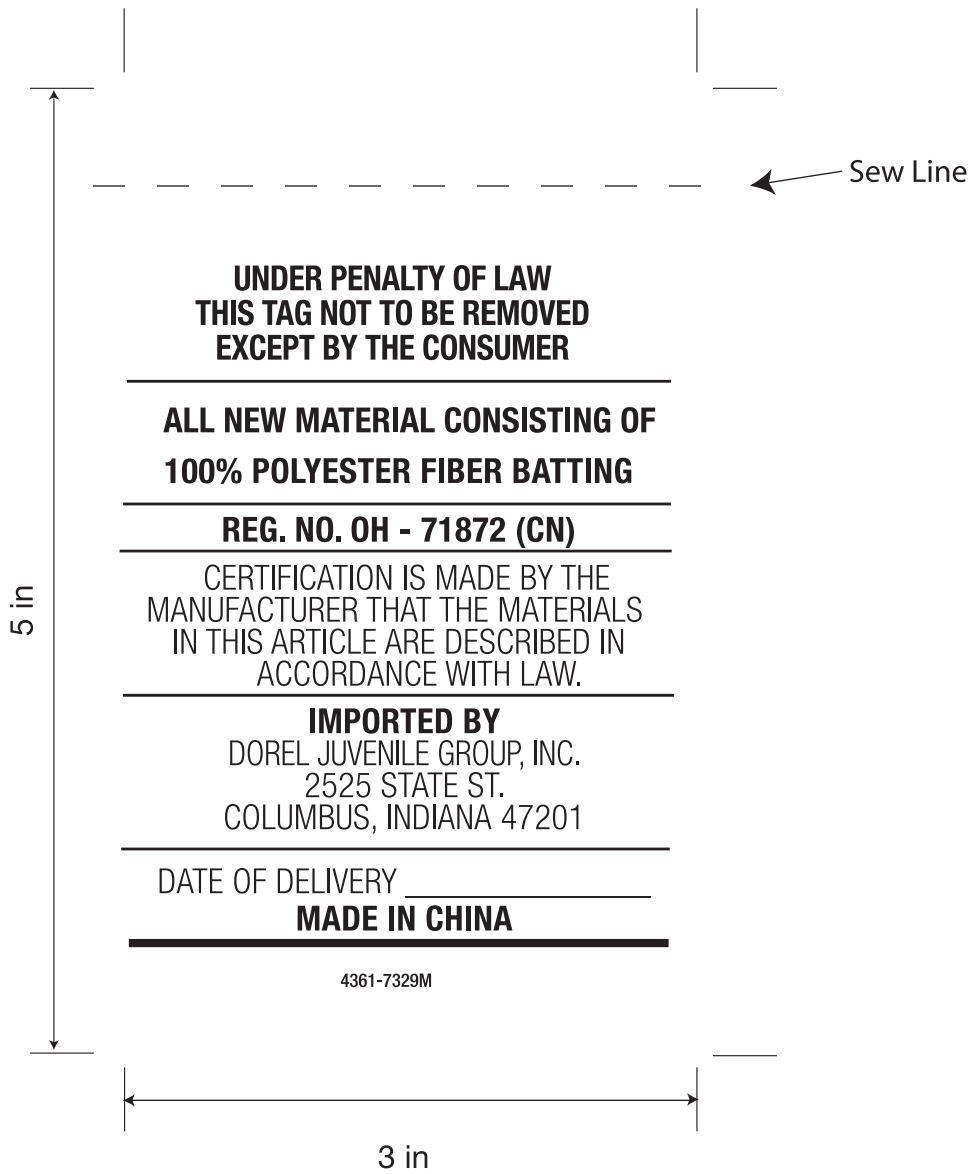 Sew Line
UNDER PENALTY OF LAW
THIS TAG NOT TO BE REMOVED
EXCEPT BY THE CONSUMER
ALL NEW MATERIAL CONSISTING OF
100% POLYESTER FIBER BATTING
REG. NO. OH - 71872 (CN)
CERTIFICATION IS MADE BY THE
MANUFACTURER THAT THE MATERIALS
IN THIS ARTICLE ARE DESCRIBED IN
ACCORDANCE WITH LAW.
IMPORTED BY
DOREL JUVENILE GROUP, INC.
2525 STATE ST.
COLUMBUS, INDIANA 47201
DATE OF DELIVERY
MADE IN CHINA
4361-7329M
5 in
3 in